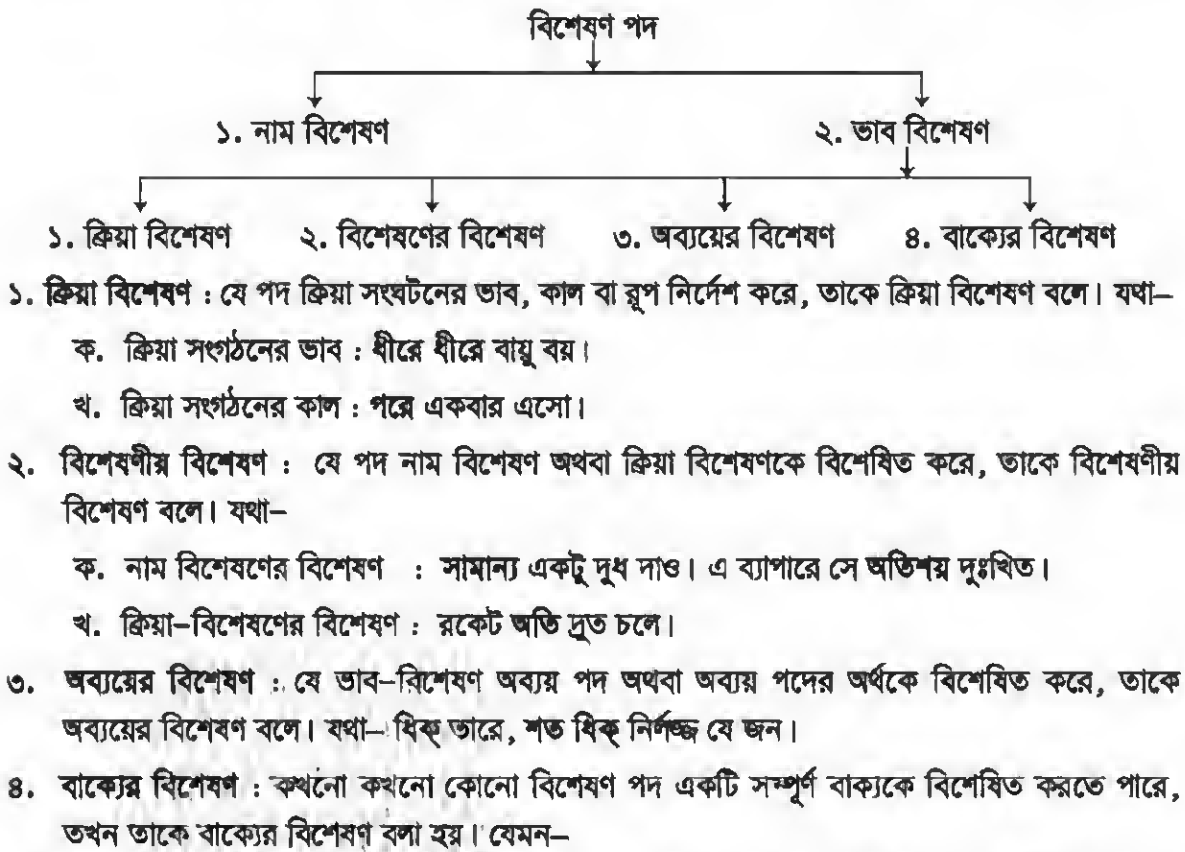 বিশেষণ পদ
১. নাম বিশেষণ ২. ভাব বিশেষণ
১. ক্রিয়া বিশেষণ ২. বিশেষণের বিশেষণ ৩. অব্যয়ের বিশেষণ ৪. বাক্যের বিশেষণ
১. ক্রিয়া বিশেষণ : যে পদ ক্রিয়া সংঘটনের ভাব, কাল বা রূপ নির্দেশ করে, তাকে ক্রিয়া বিশেষণ বলে। যথা–
ক. ক্রিয়া সংগঠনের ভাব : ধীরে ধীরে বায়ু বয়।
খ. ক্রিয়া সংগঠনের কাল : পরে একবার এসো।
২. বিশেষণীয় বিশেষণ : যে পদ নাম বিশেষণ অথবা ক্রিয়া বিশেষণকে বিশেষিত করে, তাকে বিশেষণীয়
বিশেষণ বলে। যথা–
ক. নাম বিশেষণের বিশেষণ : সামান্য একটু দুধ দাও। এ ব্যাপারে সে অতিশয় দুঃখিত।
খ. ক্রিয়া–বিশেষণের বিশেষণ : রকেট অতি দ্রুত চলে।
৩. অব্যয়ের বিশেষণ : যে ভাব–বিশেষণ অব্যয় পদ অথবা অব্যয় পদের অর্থকে বিশেষিত করে, তাকে
অব্যয়ের বিশেষণ বলে। যথা– ধিক্ তারে, শত ধিক্ নির্লজ্জ যে জন।
৪. বাক্যের বিশেষণ : কখনো কখনো কোনো বিশেষণ পদ একটি সম্পূর্ণ বাক্যকে বিশেষিত করতে পারে,
তখন তাকে বাক্যের বিশেষণ বলা হয়। যেমন–